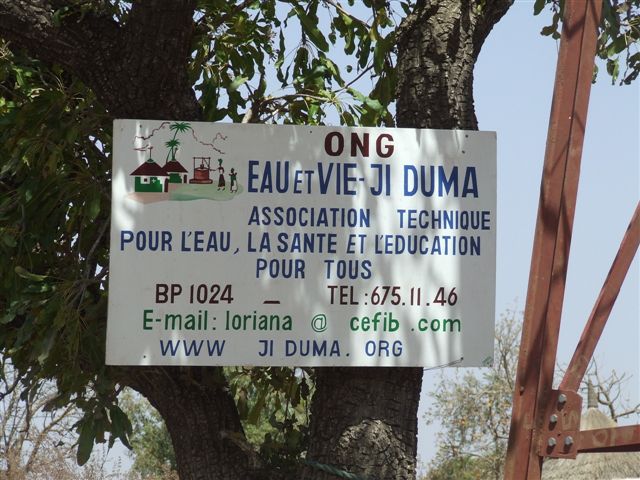 ONG
EAU ET VIE-JI DUMA
ASSOCIATION TECHNIQUE
POUR L'EAU, LA SANTE ET L'EDUCATION
POUR TOUS
BP 1024 - TEL: 675.11.46
E-mail: loriana @ cefib.com
WWW JI DUMA. ORG